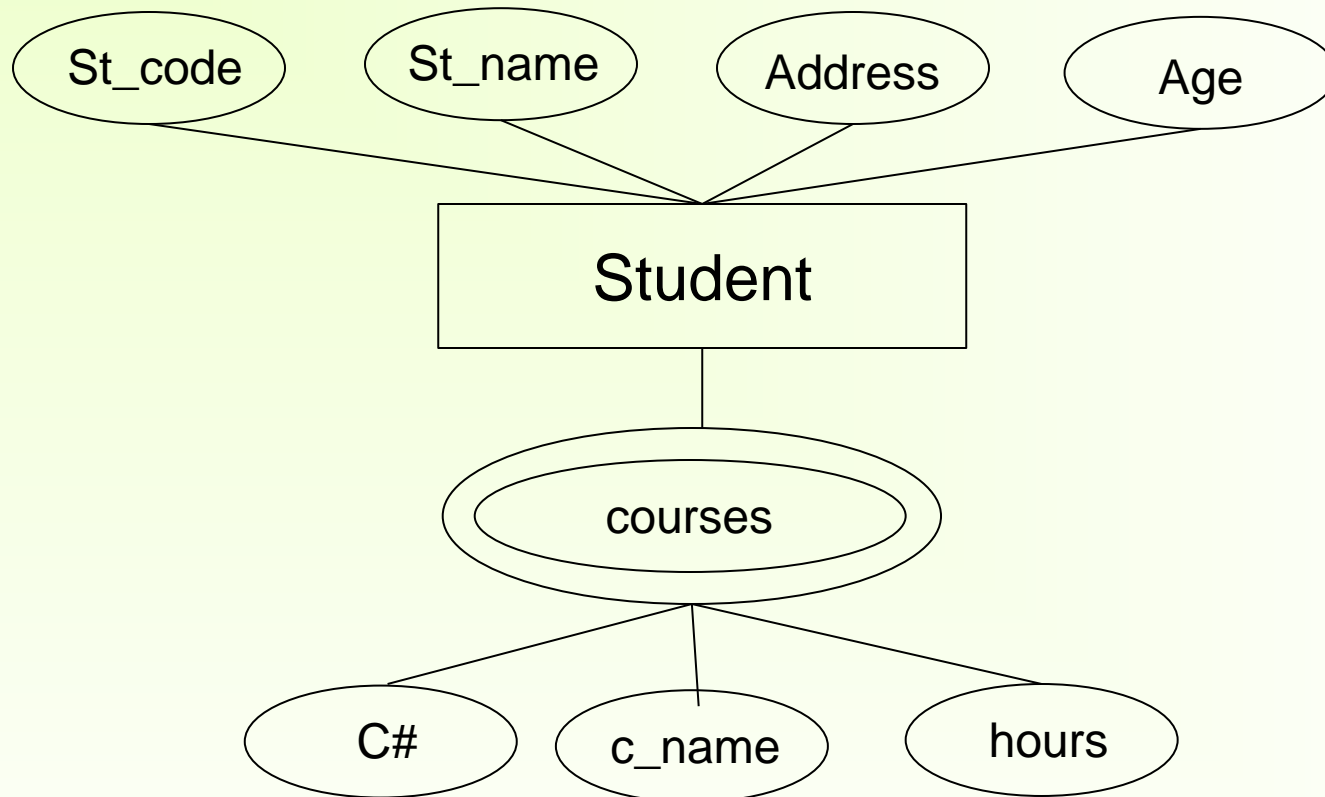 St_code
St_name
Address
Age
Student
courses
C#
c_name
hours